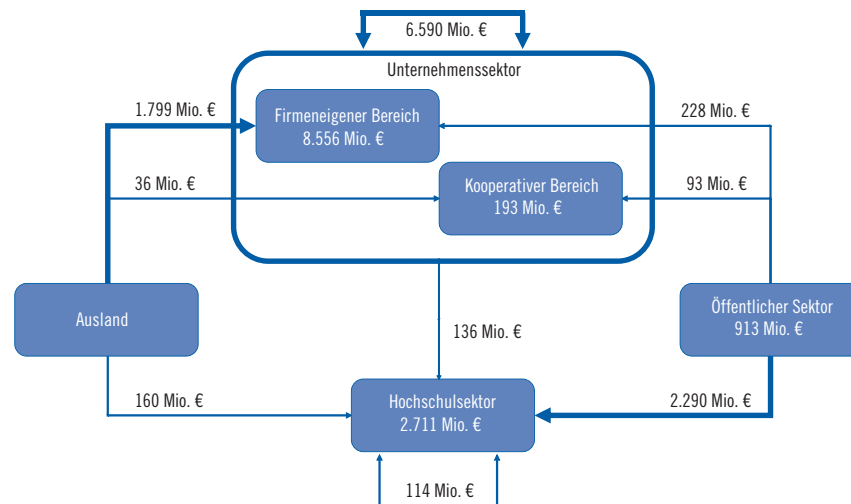 6.590 Mio. €
Unternehmenssektor
1.799 Mio. €
Firmeneigener Bereich
8.556 Mio. €
228 Mio. €
36 Mio. €
Kooperativer Bereich
193 Mio. €
93 Mio. €
Ausland
Öffentlicher Sektor
913 Mio. €
136 Mio. €
160 Mio. €
Hochschulsektor
2.711 Mio. €
2.290 Mio. €
114 Mio. €